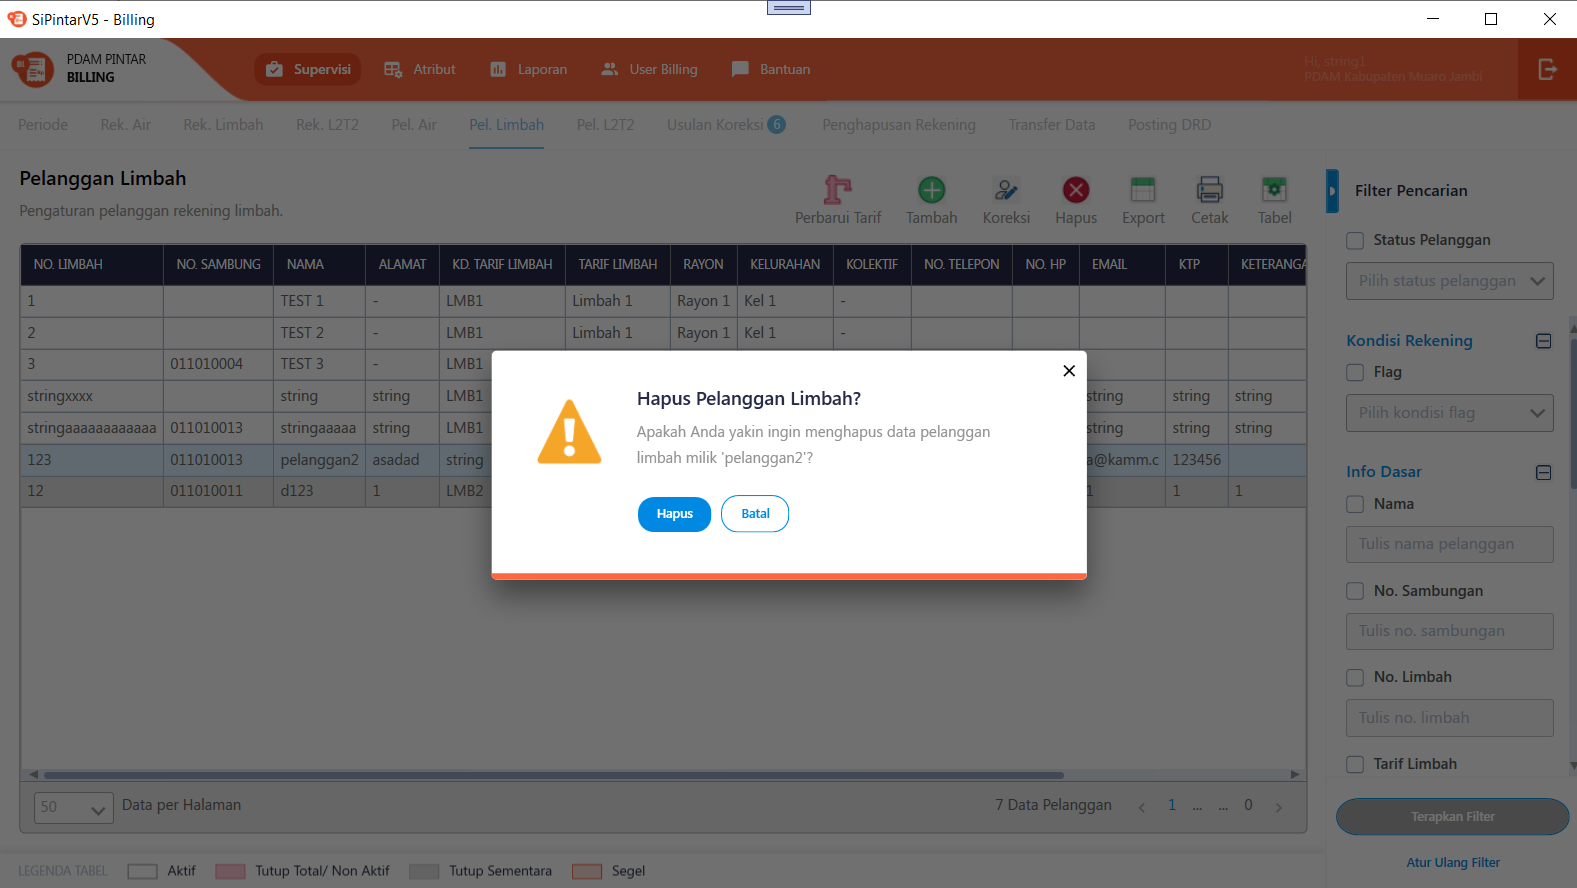 SiPintarV5 - Billing
PDAM PINTAR
BILLING
Supervisi
Atribut
Laporan
User Billing
Bantuan
Hi, string1
PDAM Kabupaten Muaro Jambi
Periode
Rek. Air
Rek. Limbah
Rek. L2T2
Pel. Air
Pel. Limbah
Pel. L2T2
Usulan Koreksi 6
Penghapusan Rekening
Transfer Data
Posting DRD
Pelanggan Limbah
Pengaturan pelanggan rekening limbah.
Perbarui Tarif
Tambah
Koreksi
Hapus
Export
Cetak
Tabel
NO. LIMBAH NO. SAMBUNG NAMA ALAMAT KD. TARIF LIMBAH TARIF LIMBAH RAYON KELURAHAN KOLEKTIF NO. TELEPON NO. HP EMAIL KTP KETERANGA
1 TEST 1 - LMB1 Limbah 1 Rayon 1 Kel 1 -
2 TEST 2 - LMB1 Limbah 1 Rayon 1 Kel 1 -
3 011010004 TEST 3 - LMB1
stringxxxx string string LMB1 string string string
stringaaaaaaaaaaaa 011010013 stringaaaaa string LMB1 string string string
123 011010013 pelanggan2 asadad string a@kamm.c 123456
12 011010011 d123 1 LMB2 1 1 1
Hapus Pelanggan Limbah?
Apakah Anda yakin ingin menghapus data pelanggan
limbah milik 'pelanggan2'?
Hapus
Batal
50 Data per Halaman
7 Data Pelanggan
1 ... ... 0
LEGENDA TABEL
Aktif
Tutup Total/ Non Aktif
Tutup Sementara
Segel
Filter Pencarian
Status Pelanggan
Pilih status pelanggan
Kondisi Rekening
Flag
Pilih kondisi flag
Info Dasar
Nama
Tulis nama pelanggan
No. Sambungan
Tulis no. sambungan
No. Limbah
Tulis no. limbah
Tarif Limbah
Terapkan Filter
Atur Ulang Filter